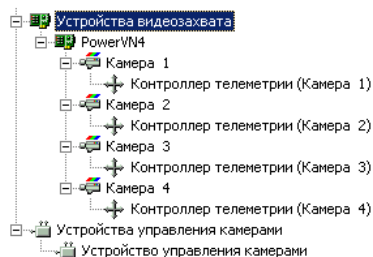 Устройства видеозахвата
PowerVN4
Камера 1
Контроллер телеметрии (Камера 1)
Камера 2
Контроллер телеметрии (Камера 2)
Камера 3
Контроллер телеметрии (Камера 3)
Камера 4
Контроллер телеметрии (Камера 4)
Устройства управления камерами
Устройство управления камерами